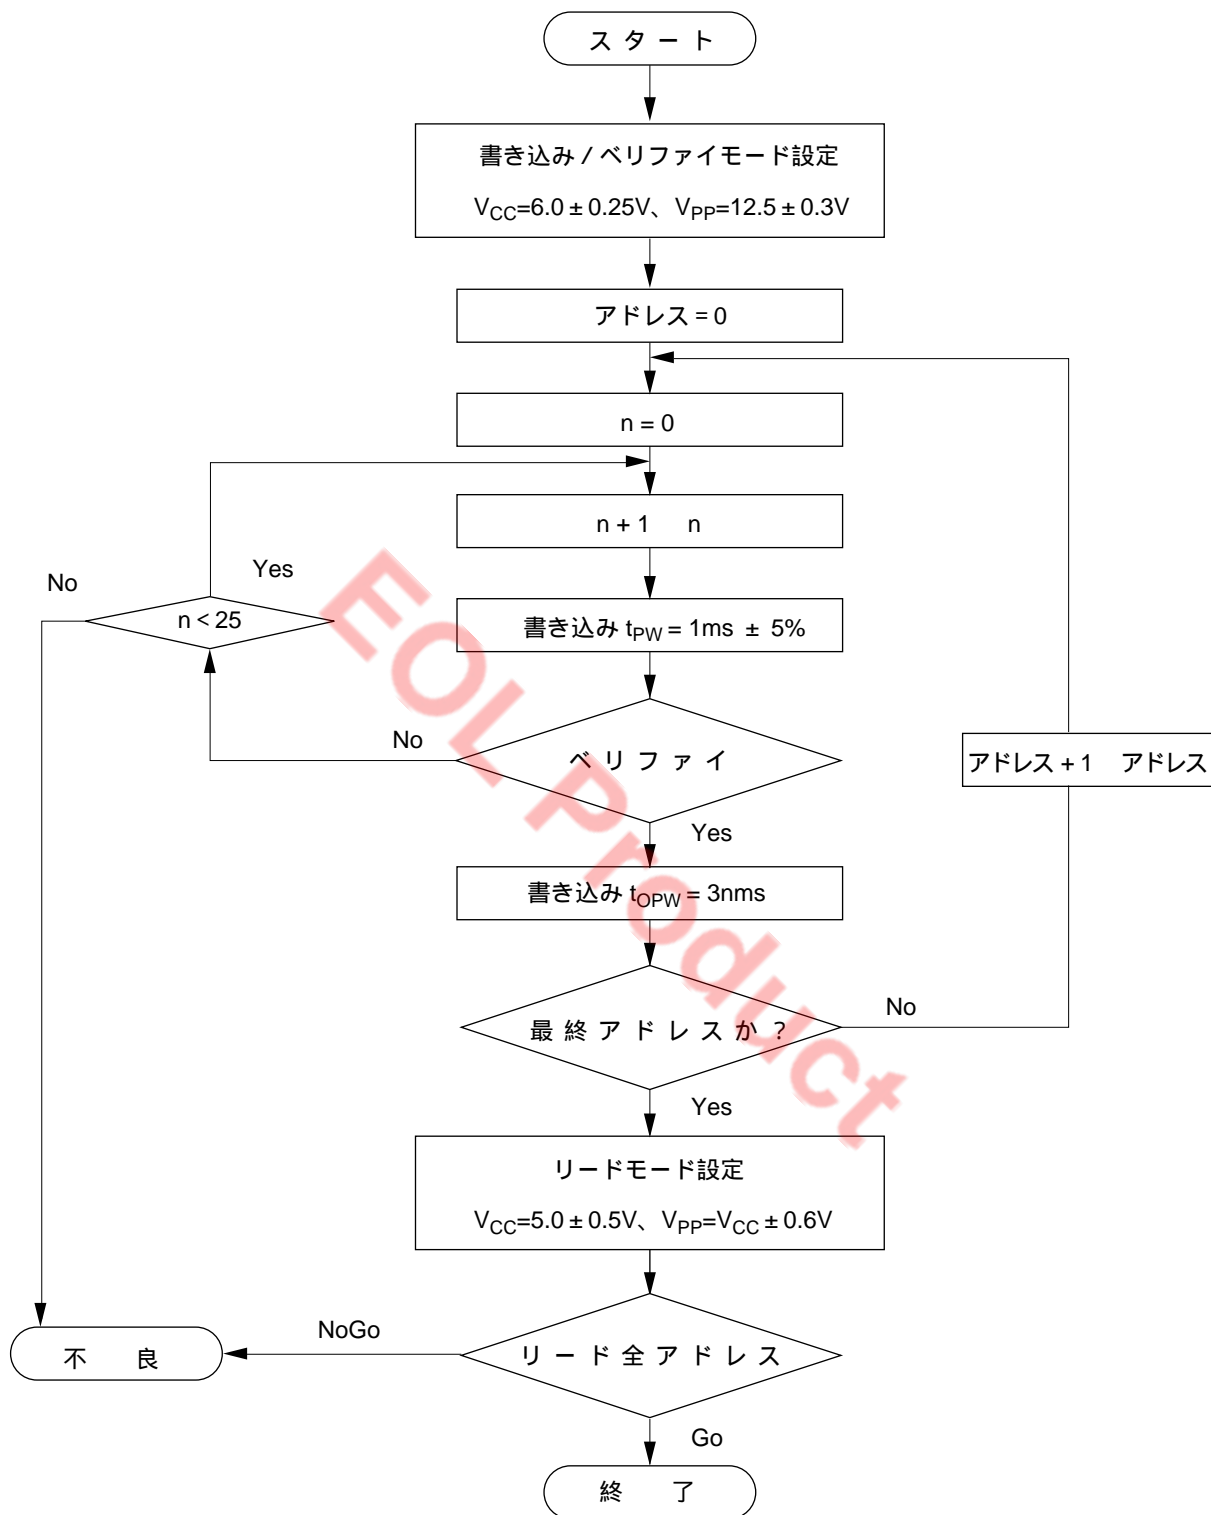 スタート
書き込み / ベリファイモード設定
VCC=6.0 ± 0.25V、VPP=12.5 ± 0.3V
アドレス = 0
n = 0
n + 1 n
No
Yes
n < 25
書き込み tPW = 1ms ± 5%
No
ベリファイ
アドレス + 1 アドレス
Yes
書き込み tOPW = 3nms
最終アドレスか?
No
Yes
リードモード設定
VCC=5.0 ± 0.5V、VPP=VCC ± 0.6V
NoGo
不 良
リード全アドレス
Go
終 了
EOL Product